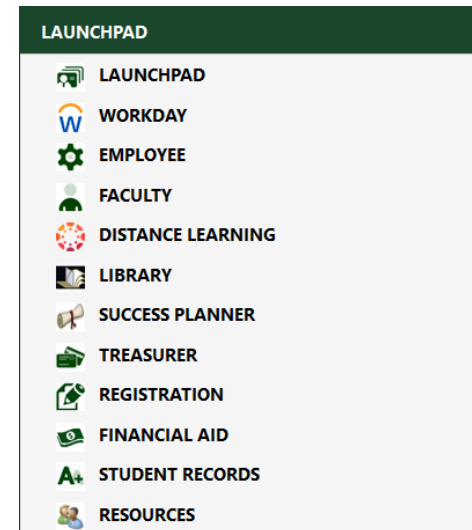 LAUNCHPAD
LAUNCHPAD
WORKDAY
EMPLOYEE
FACULTY
DISTANCE LEARNING
LIBRARY
SUCCESS PLANNER
TREASURER
REGISTRATION
FINANCIAL AID
STUDENT RECORDS
RESOURCES